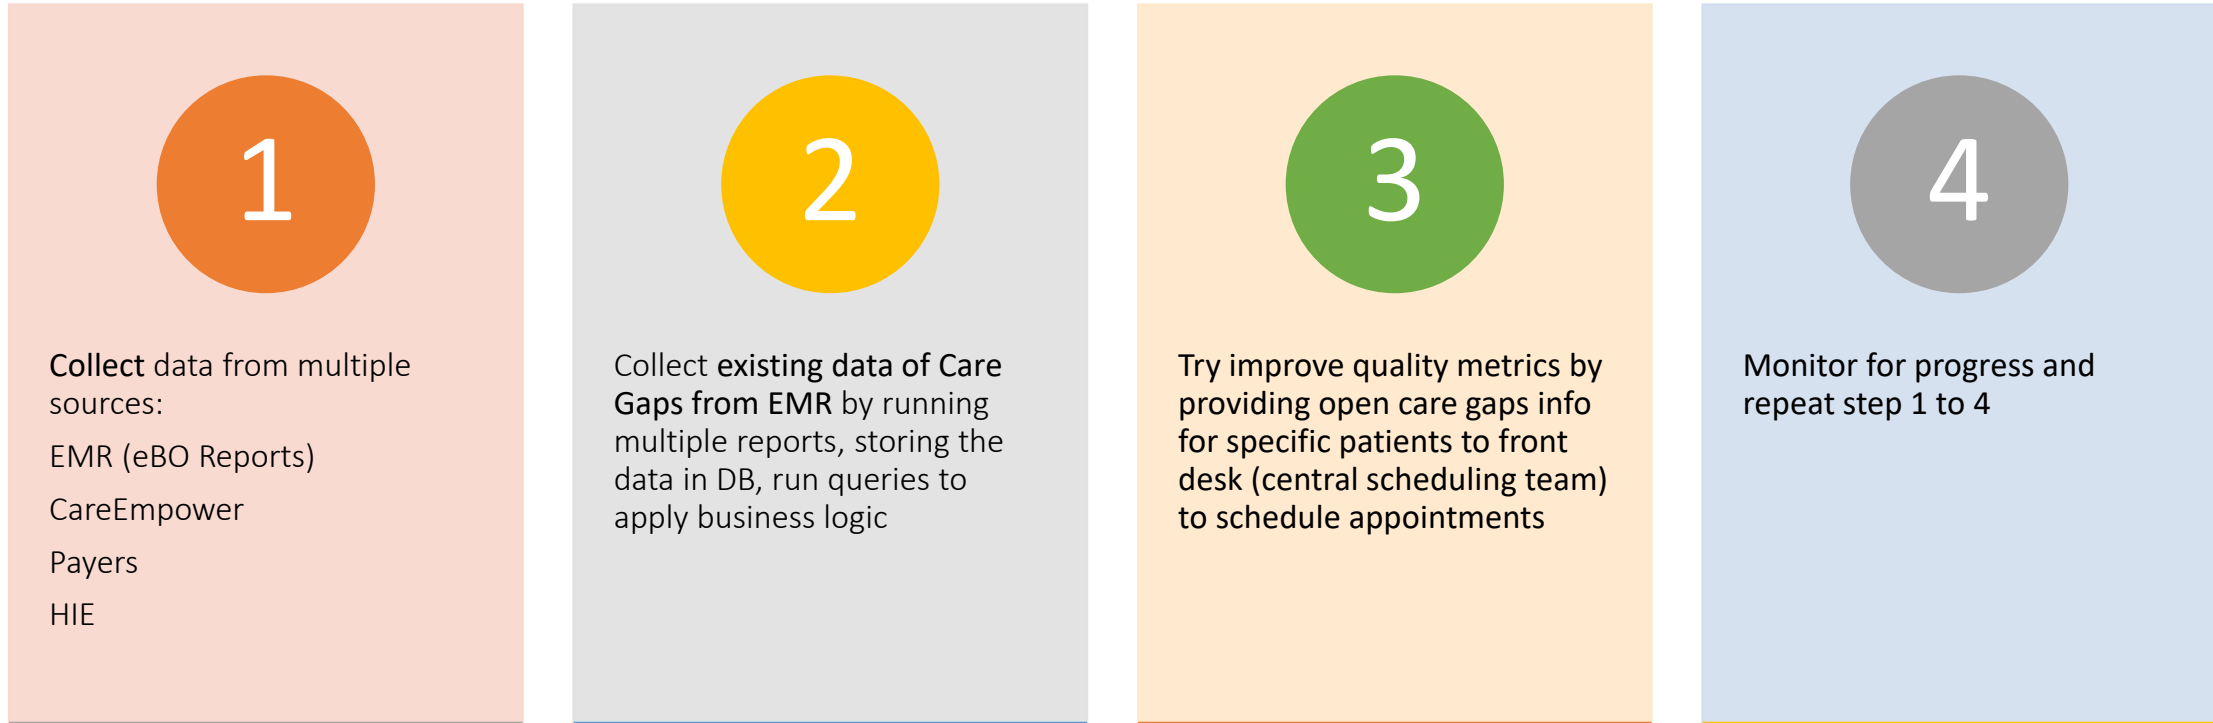 1
Collect data from multiple
sources:
EMR (eBO Reports)
CareEmpower
Payers
HIE
2
Collect existing data of Care
Gaps from EMR by running
multiple reports, storing the
data in DB, run queries to
apply business logic
3
Try improve quality metrics by
providing open care gaps info
for specific patients to front
desk (central scheduling team)
to schedule appointments
4
Monitor for progress and
repeat step 1 to 4